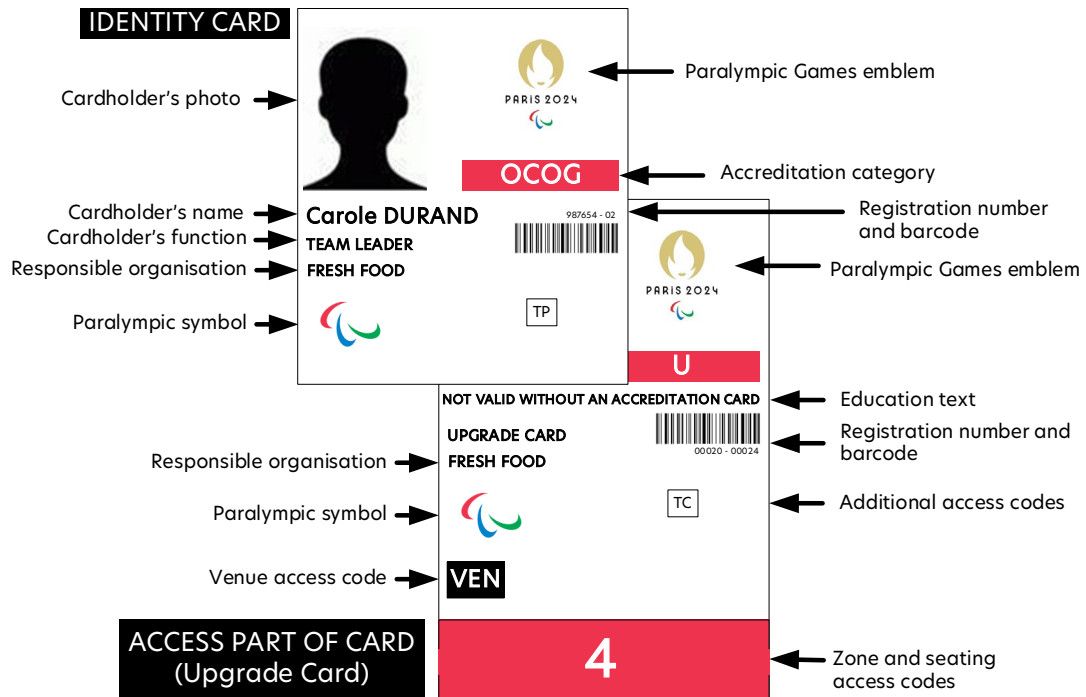 IDENTITY CARD
Cardholder's photo
PARIS 2024
Paralympic Games emblem
OCOG
Accreditation category
Cardholder's name
Carole DURAND
987654 - 02
Registration number
and barcode
Cardholder's function
TEAM LEADER
Responsible organisation
FRESH FOOD
Paralympic Games emblem
PARIS 2024
Paralympic symbol
TP
U
NOT VALID WITHOUT AN ACCREDITATION CARD
Education text
UPGRADE CARD
Registration number and
barcode
00020 - 00024
Responsible organisation
FRESH FOOD
Paralympic symbol
TC
Additional access codes
Venue access code
VEN
ACCESS PART OF CARD
(Upgrade Card)
4
Zone and seating
access codes